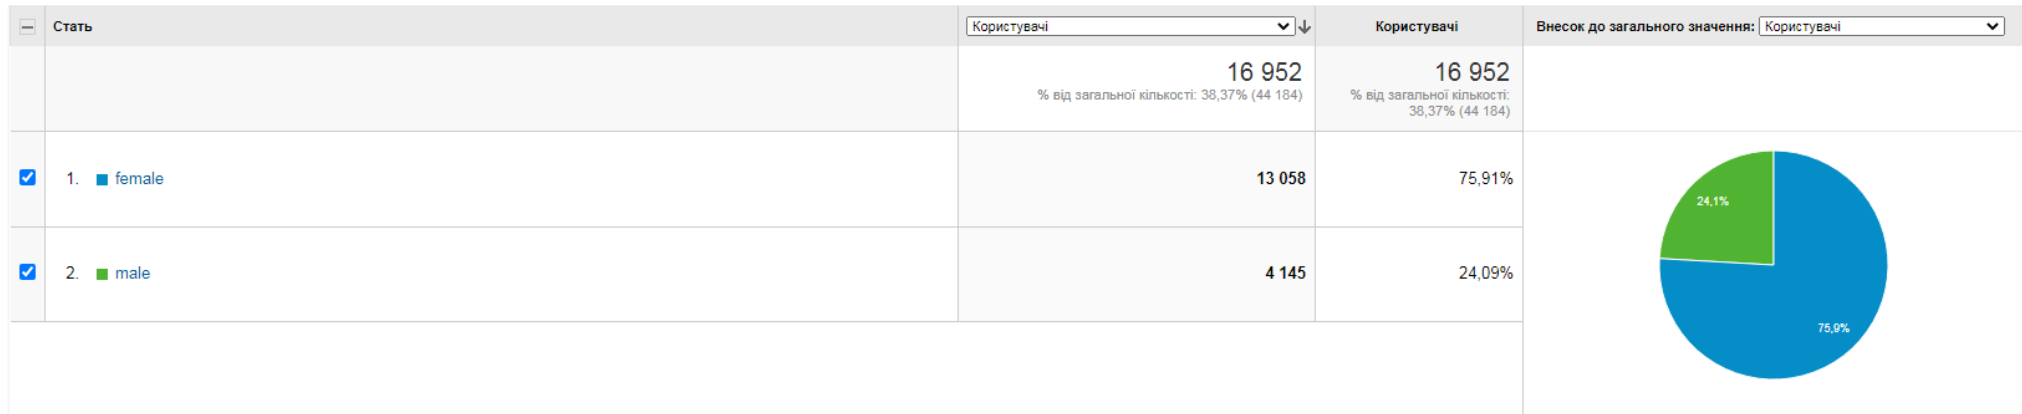 Стать
Користувачі
Користувачі
Внесок до загального значення: Користувачі
16 952
% від загальної кількості: 38,37% (44 184)
16 952
% від загальної кількості:
38,37% (44 184)
1. female
13 058
75,91%
2. male
4 145
24,09%
24,1%
75,9%